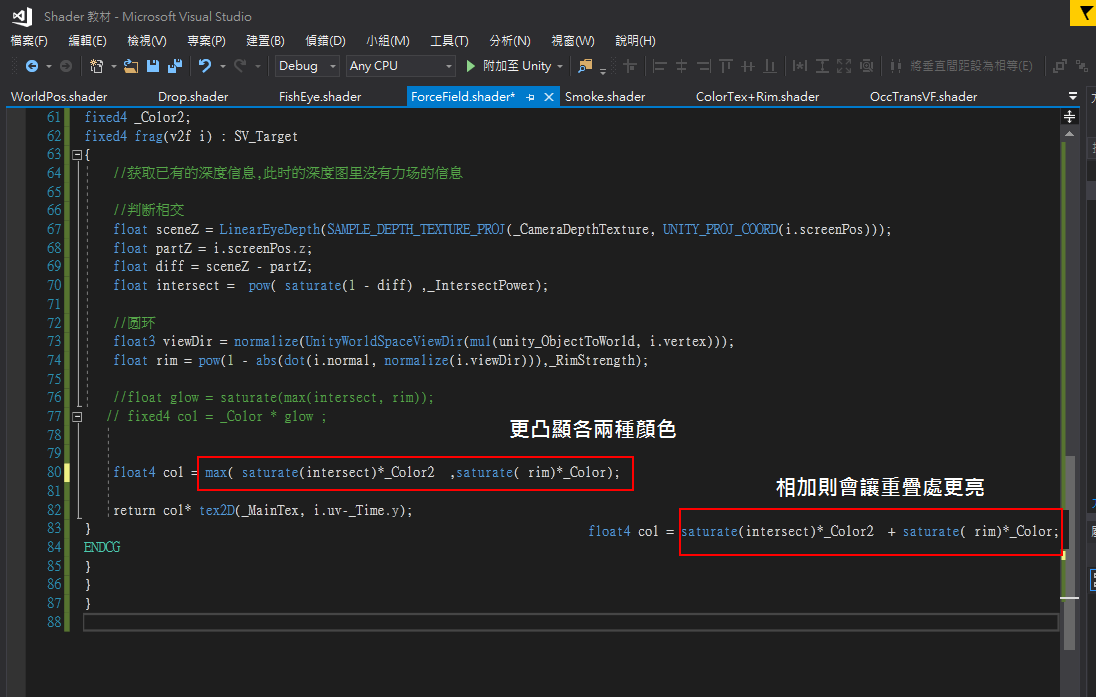 Shader 教材 - Microsoft Visual Studio
檔案(F) 編輯(E) 檢視(V) 專案(P) 建置(B) 偵錯(D) 小組(M) 工具(T) 分析(N) 視窗(W) 說明(H)
Debug Any CPU 附加至 Unity 將垂直間距設為相等(E)
WorldPos.shader Drop.shader FishEye.shader ForceField.shader* Smoke.shader ColorTex+Rim.shader OccTransVF.shader
61 fixed4 _Color2;
62 fixed4 frag(v2f i) : SV_Target
63 {
64 //获取已有的深度信息,此时的深度图里没有力场的信息
65
66 //判断相交
67 float sceneZ = LinearEyeDepth(SAMPLE_DEPTH_TEXTURE_PROJ(_CameraDepthTexture, UNITY_PROJ_COORD(i.screenPos)));
68 float partZ = i.screenPos.z;
69 float diff = sceneZ - partZ;
70 float intersect =  pow( saturate(1 - diff) ,_IntersectPower);
71
72 //圆环
73 float3 viewDir = normalize(UnityWorldSpaceViewDir(mul(unity_ObjectToWorld, i.vertex)));
74 float rim = pow(1 - abs(dot(i.normal, normalize(i.viewDir))),_RimStrength);
75
76 //float glow = saturate(max(intersect, rim));
77 // fixed4 col = _Color * glow ;
更凸顯各兩種顏色
78
79
80 float4 col = max( saturate(intersect)*_Color2  ,saturate( rim)*_Color);
相加則會讓重疊處更亮
81
82 return col* tex2D(_MainTex, i.uv-_Time.y);
83 }
float4 col = saturate(intersect)*_Color2  + saturate( rim)*_Color;
84 ENDCG
85 }
86 }
87 }
88